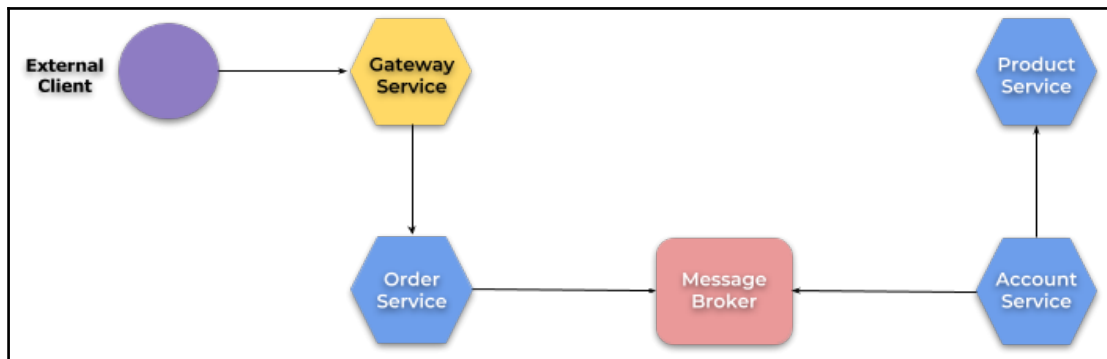 External
Client
Gateway
Service
Product
Service
Order
Service
Message
Broker
Account
Service